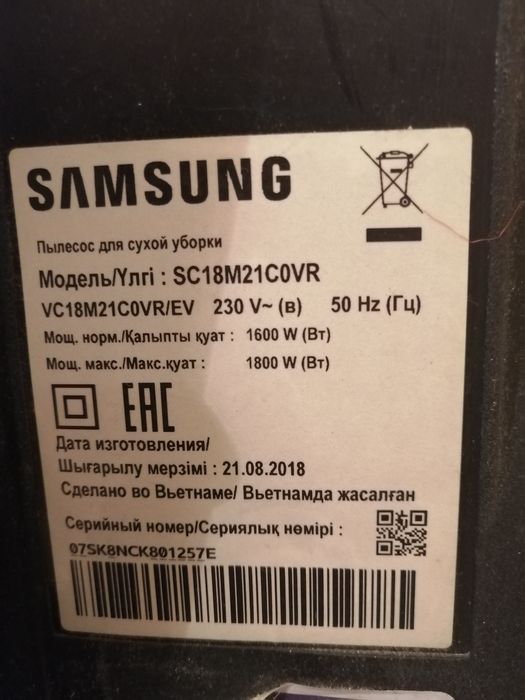 SAMSUNG
Пылесос для сухой уборки
Модель/Үлгі : SC18M21C0VR
VC18M21C0VR/EV 230 V~ (в) 50 Hz (Гц)
Мощ. норм./Қалыпты қуат : 1600 W (Вт)
Мощ. макс./Макс.қуат : 1800 W (Вт)
EAC
Дата изготовления/
Шығарылу мерзімі : 21.08.2018
Сделано во Вьетнаме/ Вьетнамда жасалған
Серийный номер/Сериялық нөмірі :
07SK8NCK801257E